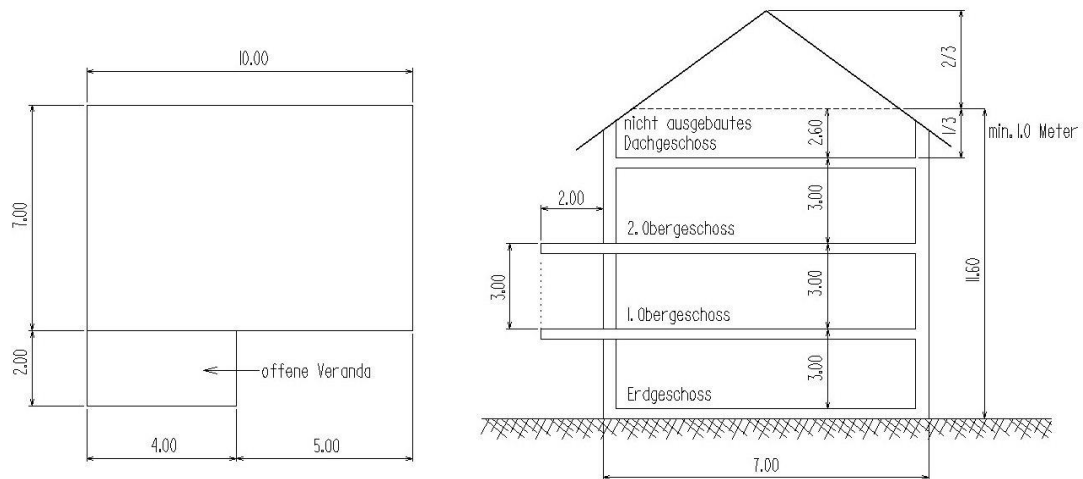 10.00
7.00
2.00
offene Veranda
4.00
5.00
2/3
nicht ausgebautes
Dachgeschoss
2.60
1/3
min. 1.0 Meter
2.00
3.00
2. Obergeschoss
3.00
3.00
11.60
1. Obergeschoss
3.00
Erdgeschoss
7.00